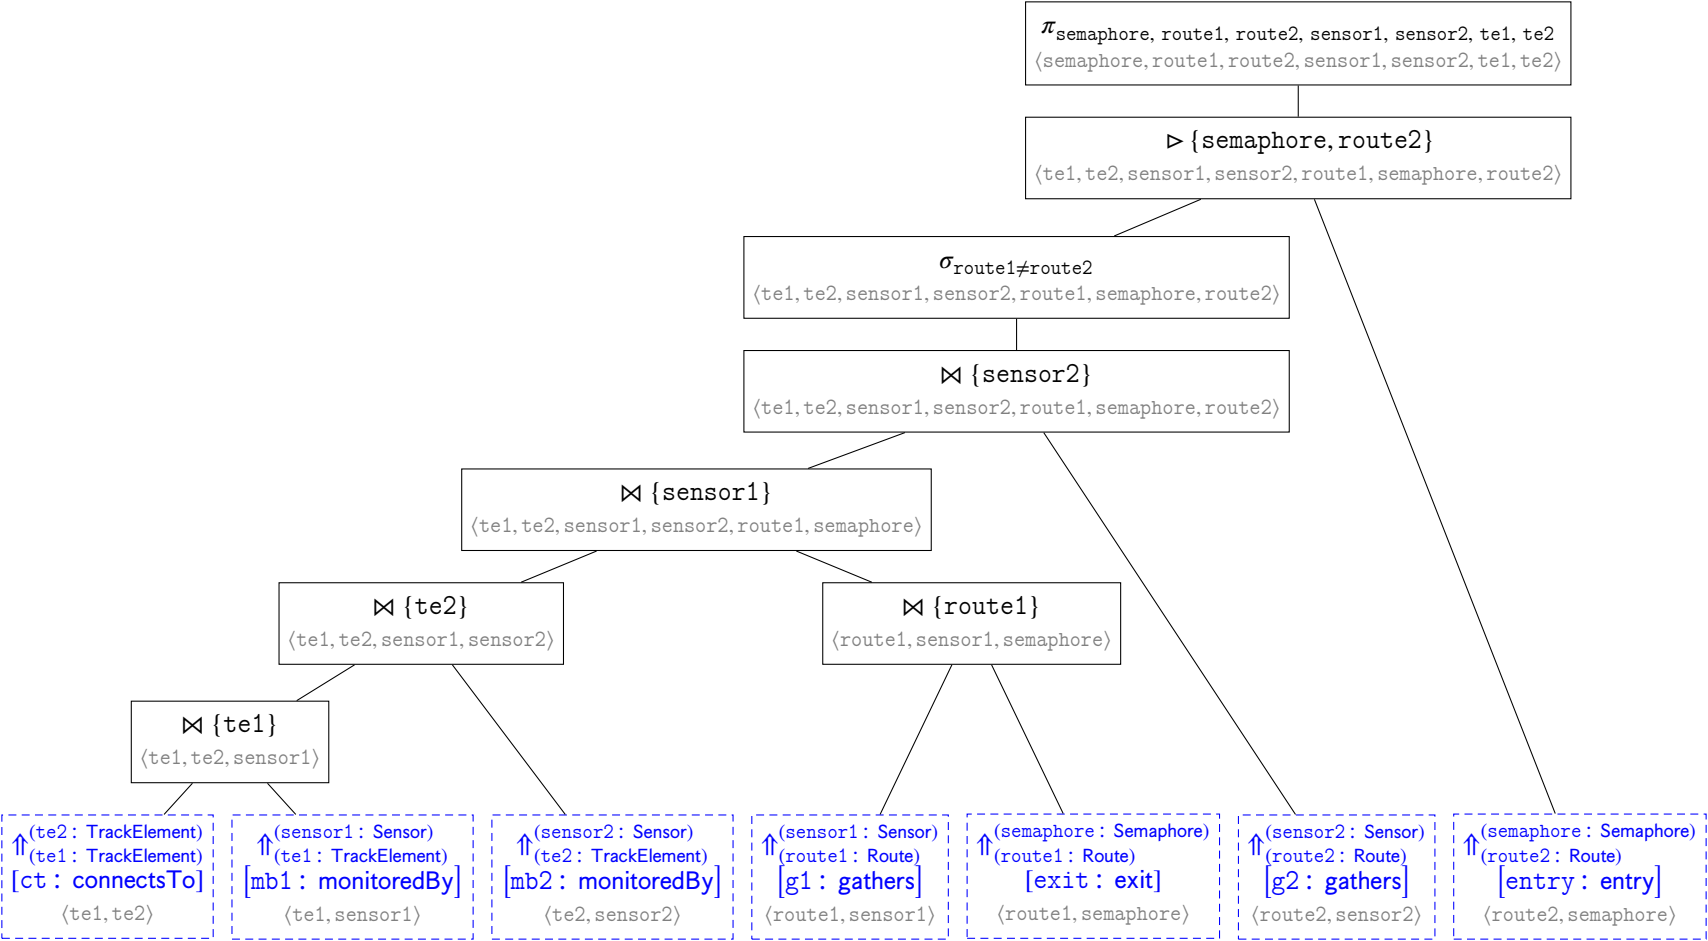 π semaphore, route1, route2, sensor1, sensor2, te1, te2
⟨semaphore, route1, route2, sensor1, sensor2, te1, te2⟩
▷ {semaphore, route2}
⟨te1, te2, sensor1, sensor2, route1, semaphore, route2⟩
σ route1≠route2
⟨te1, te2, sensor1, sensor2, route1, semaphore, route2⟩
⋈ {sensor2}
⟨te1, te2, sensor1, sensor2, route1, semaphore, route2⟩
⋈ {sensor1}
⟨te1, te2, sensor1, sensor2, route1, semaphore⟩
⋈ {te2}
⟨te1, te2, sensor1, sensor2⟩
⋈ {route1}
⟨route1, sensor1, semaphore⟩
⋈ {te1}
⟨te1, te2, sensor1⟩
⇑ (te2: TrackElement)
(te1: TrackElement)
[ct: connectsTo]
⟨te1, te2⟩
⇑ (sensor1: Sensor)
(te1: TrackElement)
[mb1: monitoredBy]
⟨te1, sensor1⟩
⇑ (sensor2: Sensor)
(te2: TrackElement)
[mb2: monitoredBy]
⟨te2, sensor2⟩
⇑ (sensor1: Sensor)
(route1: Route)
[g1: gathers]
⟨route1, sensor1⟩
⇑ (semaphore: Semaphore)
(route1: Route)
[exit: exit]
⟨route1, semaphore⟩
⇑ (sensor2: Sensor)
(route2: Route)
[g2: gathers]
⟨route2, sensor2⟩
⇑ (semaphore: Semaphore)
(route2: Route)
[entry: entry]
⟨route2, semaphore⟩